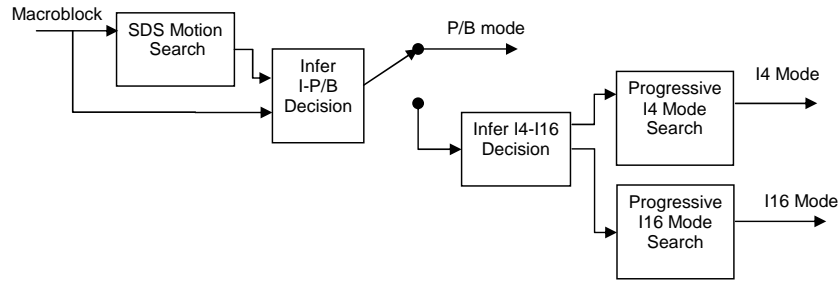 Macroblock
SDS Motion
Search
Infer
I-P/B
Decision
P/B mode
Infer I4-I16
Decision
Progressive
I4 Mode
Search
I4 Mode
Progressive
I16 Mode
Search
I16 Mode